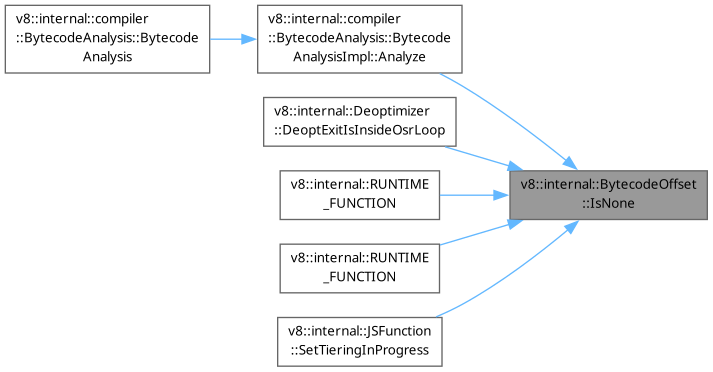 v8::internal::compiler
::BytecodeAnalysis::Bytecode
Analysis
v8::internal::compiler
::BytecodeAnalysis::Bytecode
AnalysisImpl::Analyze
v8::internal::Deoptimizer
::DeoptExitIsInsideOsrLoop
v8::internal::RUNTIME
_FUNCTION
v8::internal::BytecodeOffset
::IsNone
v8::internal::RUNTIME
_FUNCTION
v8::internal::JSFunction
::SetTieringInProgress